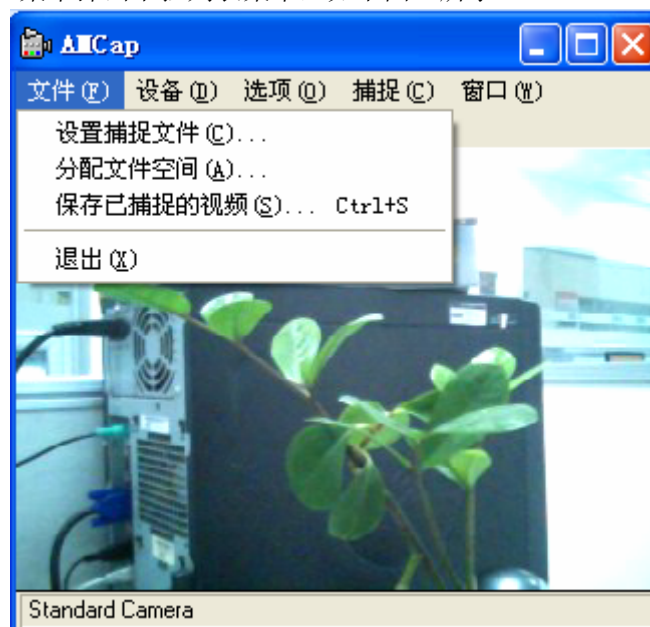 AMCap
文件(F) 设备(D) 选项(O) 捕捉(C) 窗口(W)
设置捕捉文件(C)...
分配文件空间(A)...
保存已捕捉的视频(S)... Ctrl+S
退出(X)
Standard Camera